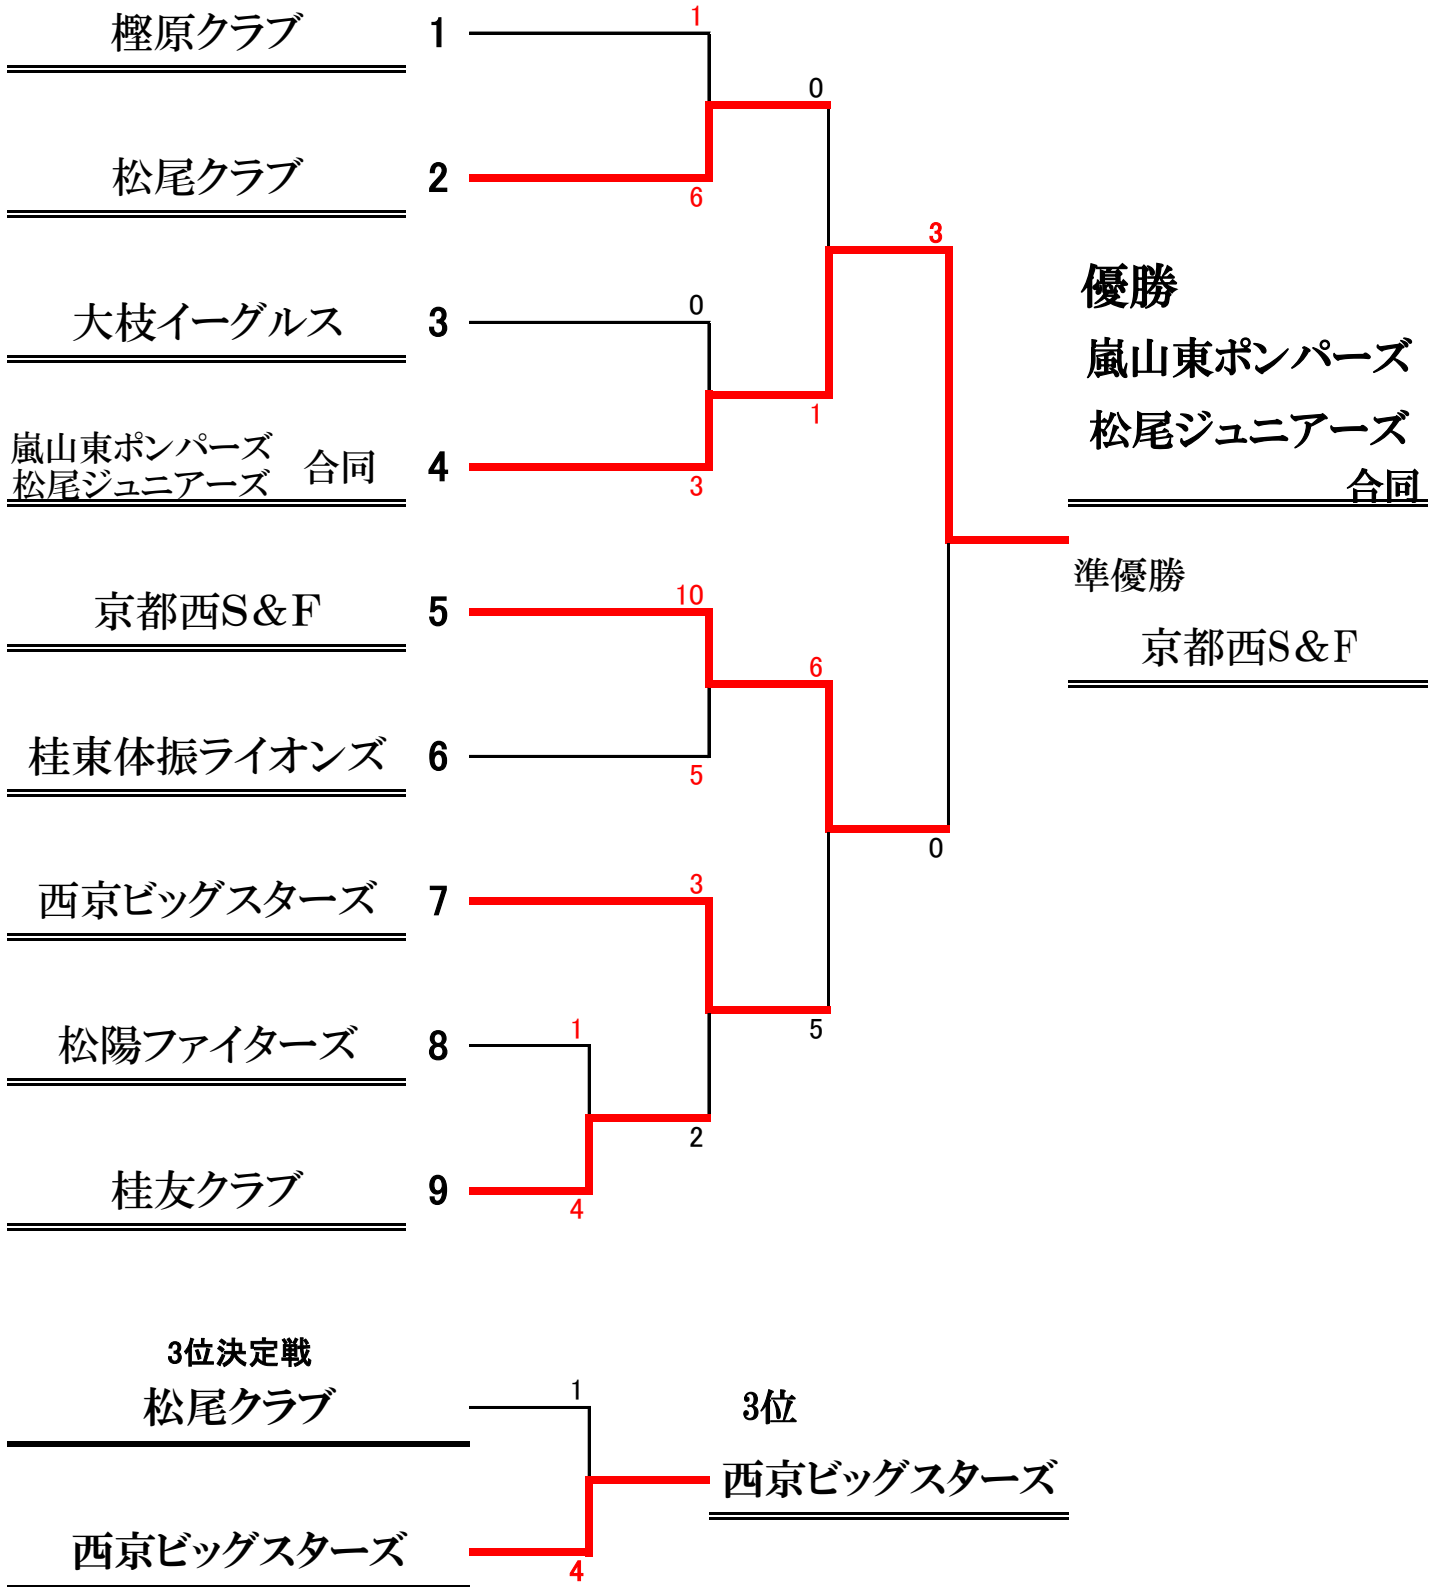 樫原クラブ 1
1
0
松尾クラブ 2
6
3
優勝
大枝イーグルス 3
0
嵐山東ポンパーズ
松尾ジュニアーズ
合同
1
嵐山東ポンパーズ
松尾ジュニアーズ 合同 4
3
準優勝
京都西S&F
京都西S&F 5
10
6
桂東体振ライオンズ 6
5
0
西京ビッグスターズ 7
3
5
松陽ファイターズ 8
1
2
桂友クラブ 9
4
3位決定戦
松尾クラブ
1
3位
西京ビッグスターズ
西京ビッグスターズ
4